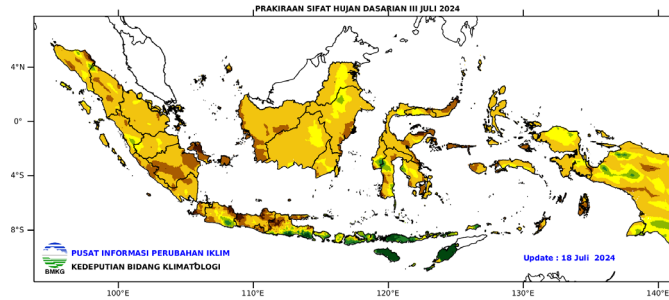 PRAKIRAAN SIFAT HUJAN DASARIAN III JULI 2024
4°N
0°
4°S
8°S
PUSAT INFORMASI PERUBAHAN IKLIM
KEDEPUTIAN BIDANG KLIMATOLOGI
BMKG
Update : 18 Juli 2024
100°E
110°E
120°E
130°E
140°E